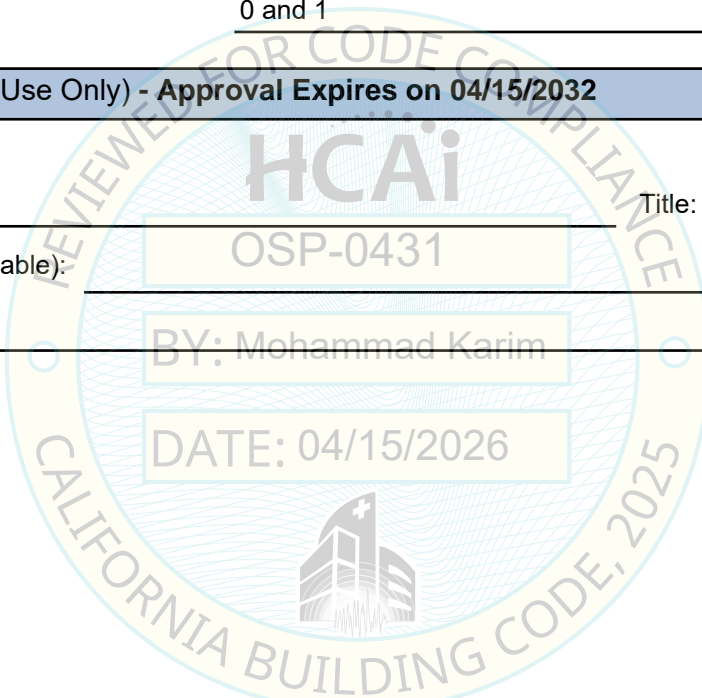 0 and 1
Use Only) - Approval Expires on 04/15/2032
REVIEWED FOR CODE COMPLIANCE
HCAi
Title:
OSP-0431
able):
BY: Mohammad Karim
DATE: 04/15/2026
CALIFORNIA BUILDING CODE, 2025